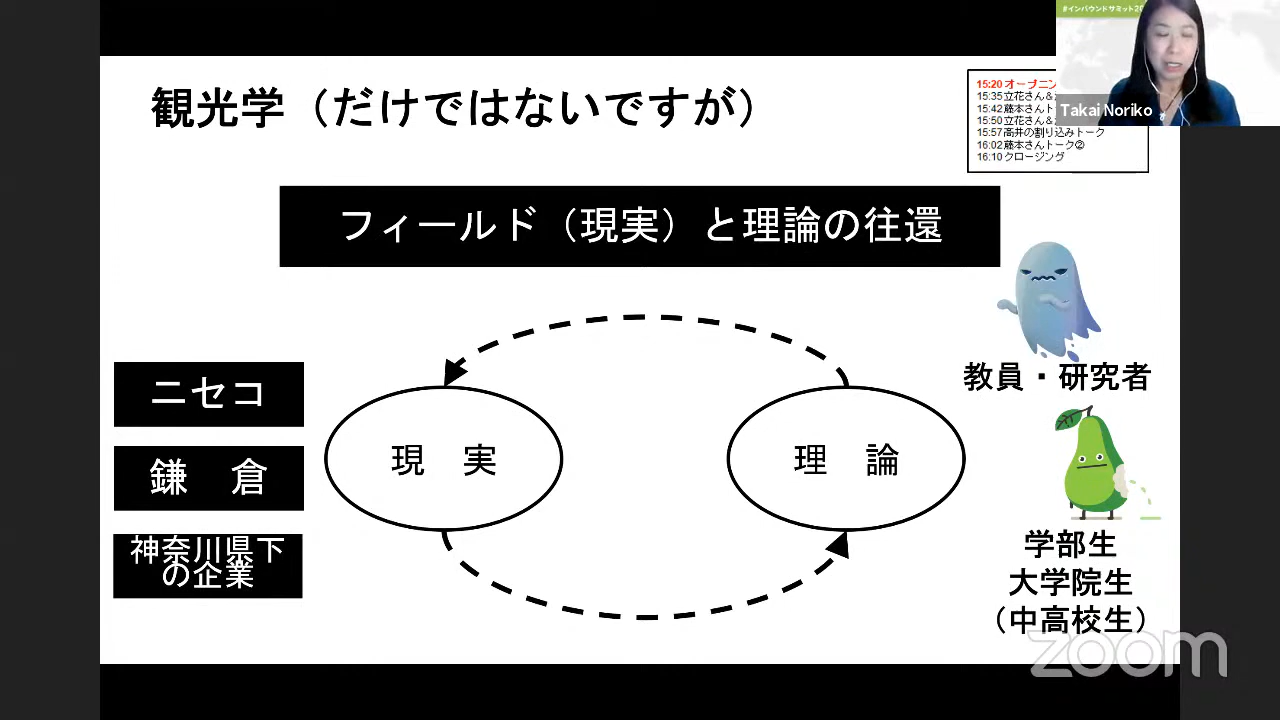 #インバウンドサミット20
観光学（だけではないですが）
15:20 オープニン
15:35 立花さん&
15:42 藤本さんト
15:50 立花さん&
15:57 高井の割り込みトーク
16:02 藤本さんトーク②
16:10 クロージング
Takai Noriko
フィールド（現実）と理論の往還
ニセコ
鎌　倉
神奈川県下
の企業
現　実
理　論
教員・研究者
学部生
大学院生
（中高校生）
zoom